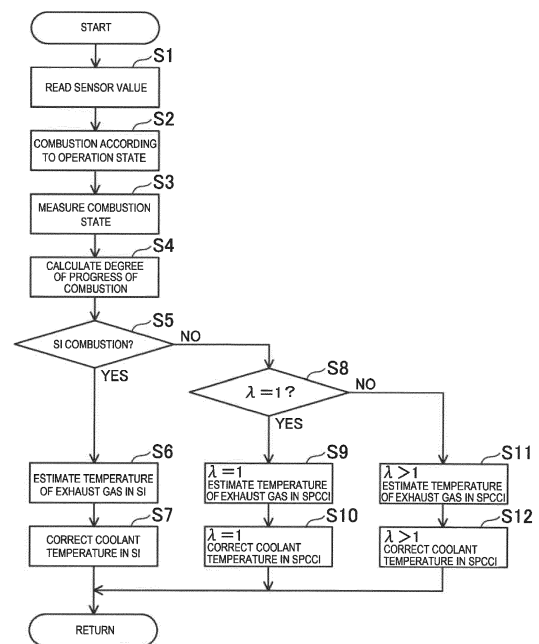 START
S1
READ SENSOR VALUE
S2
COMBUSTION ACCORDING
TO OPERATION STATE
S3
MEASURE COMBUSTION
STATE
S4
CALCULATE DEGREE
OF PROGRESS OF
COMBUSTION
S5
SI COMBUSTION?
NO
YES
S8
λ=1?
NO
YES
S6
ESTIMATE TEMPERATURE
OF EXHAUST GAS IN SI
S7
CORRECT COOLANT
TEMPERATURE IN SI
S9
λ=1
ESTIMATE TEMPERATURE
OF EXHAUST GAS IN SPCCI
S10
λ=1
CORRECT COOLANT
TEMPERATURE IN SPCCI
S11
λ>1
ESTIMATE TEMPERATURE
OF EXHAUST GAS IN SPCCI
S12
λ>1
CORRECT COOLANT
TEMPERATURE IN SPCCI
RETURN